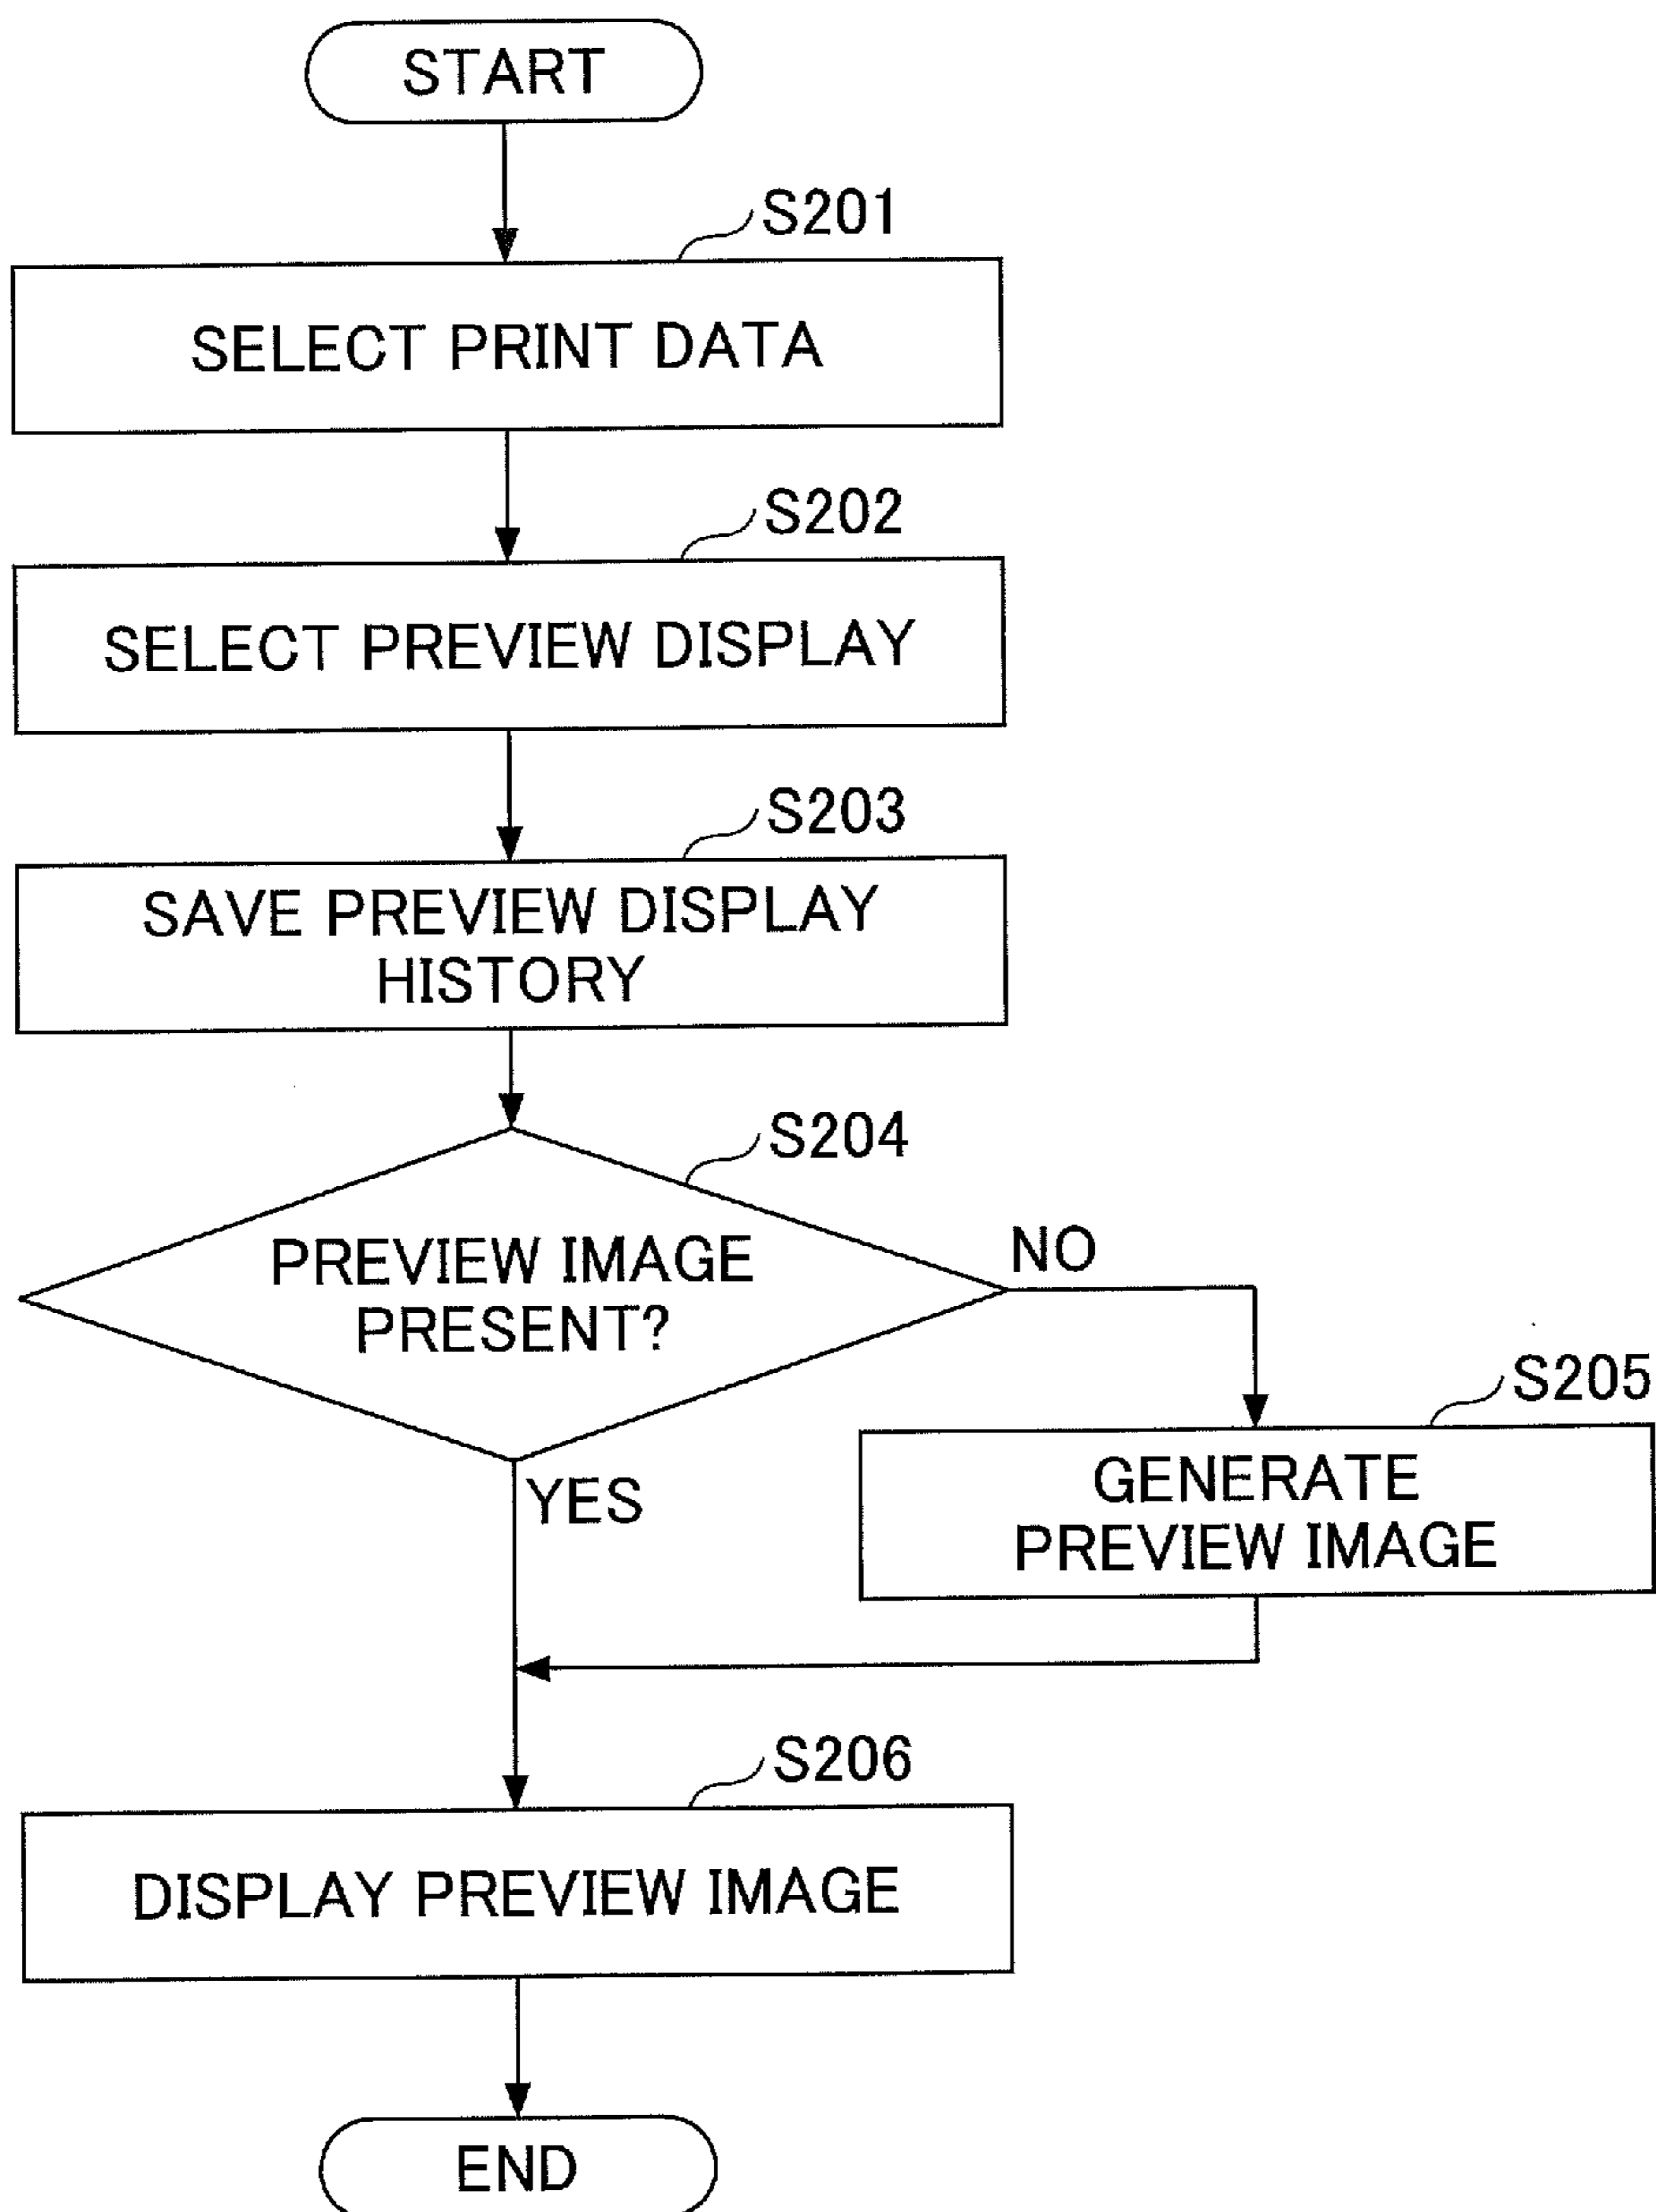 START
S201
SELECT PRINT DATA
S202
SELECT PREVIEW DISPLAY
S203
SAVE PREVIEW DISPLAY
HISTORY
S204
PREVIEW IMAGE
PRESENT?
NO
YES
S205
GENERATE
PREVIEW IMAGE
S206
DISPLAY PREVIEW IMAGE
END